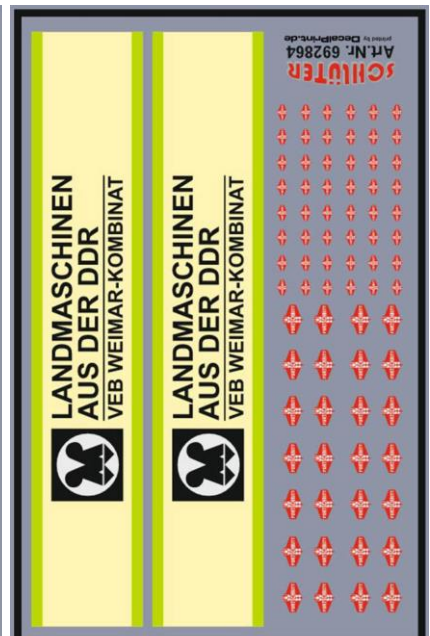 LANDMASCHINEN
AUS DER DDR
VEB WEIMAR-KOMBINAT
LANDMASCHINEN
AUS DER DDR
VEB WEIMAR-KOMBINAT
SCHLÜTER
Art.Nr. 692864
printed by DecalPrint.de